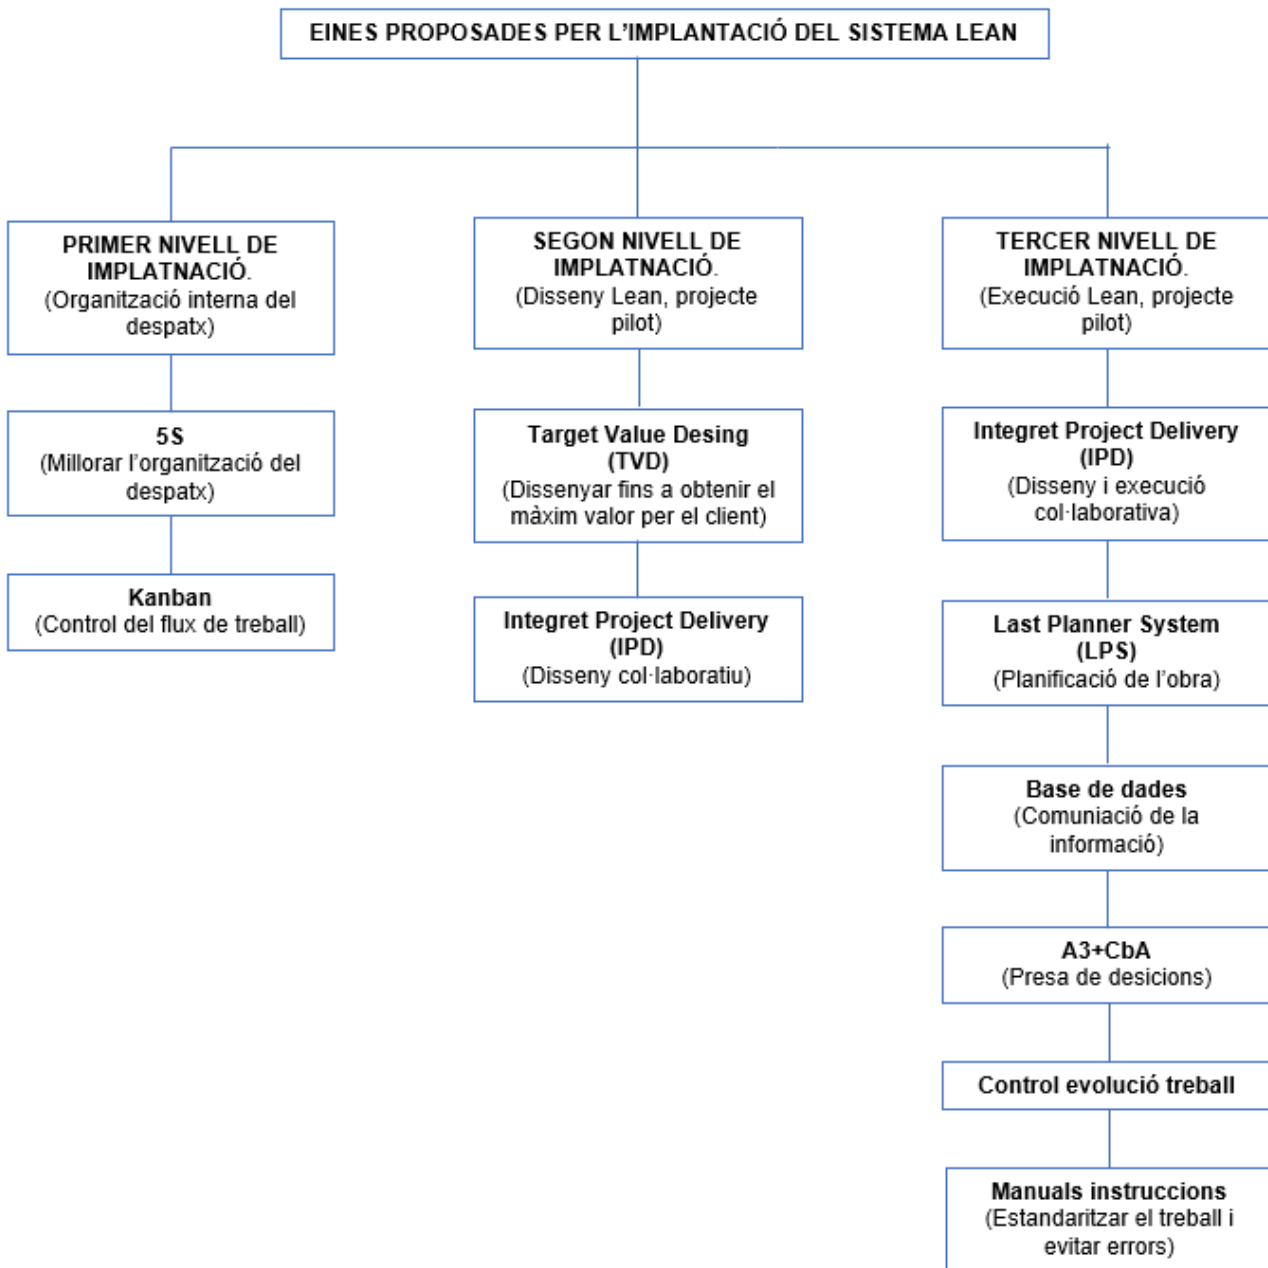 EINES PROPOSADES PER L'IMPLANTACIÓ DEL SISTEMA LEAN
PRIMER NIVELL DE
IMPLATNACIÓ.
(Organització interna del
despatx)
5S
(Millorar l'organització del
despatx)
Kanban
(Control del flux de treball)
SEGON NIVELL DE
IMPLATNACIÓ.
(Disseny Lean, projecte
pilot)
Target Value Desing
(TVD)
(Dissenyar fins a obtenir el
màxim valor per el client)
Integret Project Delivery
(IPD)
(Disseny col·laboratiu)
TERCER NIVELL DE
IMPLATNACIÓ.
(Execució Lean, projecte
pilot)
Integret Project Delivery
(IPD)
(Disseny i execució
col·laborativa)
Last Planner System
(LPS)
(Planificació de l'obra)
Base de dades
(Comuniació de la
informació)
A3+CbA
(Presa de desicions)
Control evolució treball
Manuals instruccions
(Estandaritzar el treball i
evitar errors)